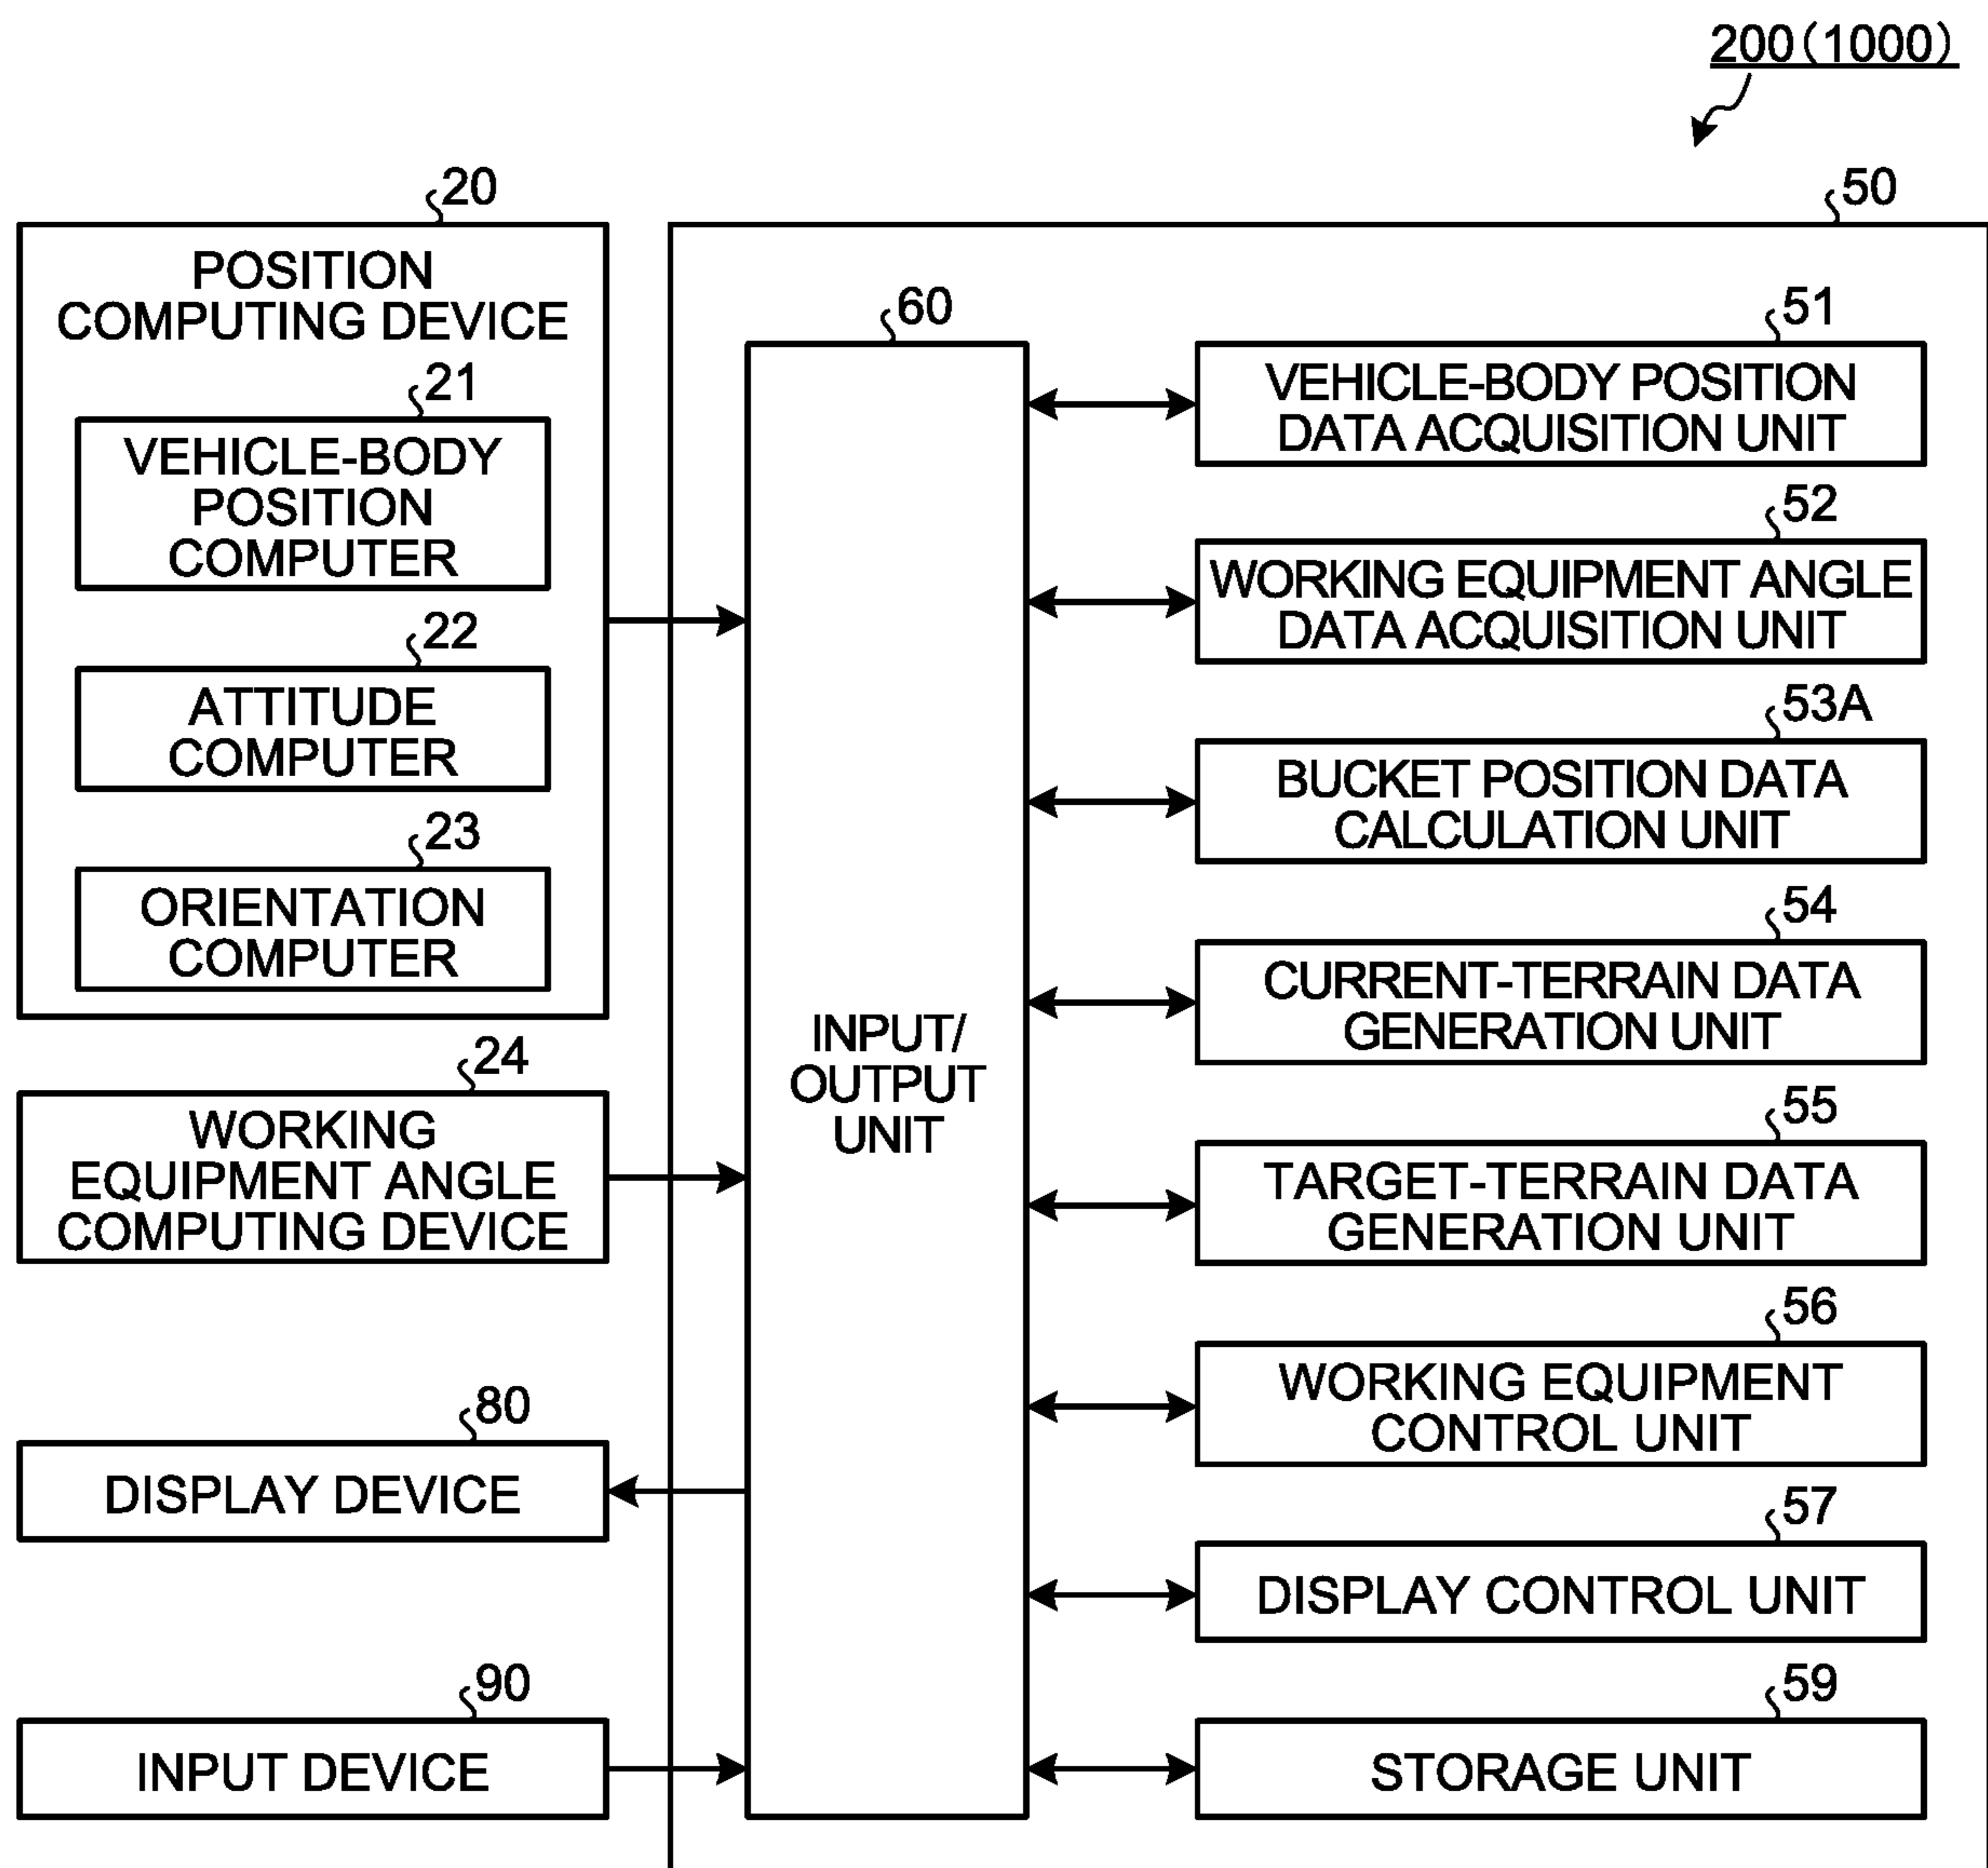 200(1000)
20
POSITION
COMPUTING DEVICE
21
VEHICLE-BODY
POSITION
COMPUTER
22
ATTITUDE
COMPUTER
23
ORIENTATION
COMPUTER
24
WORKING
EQUIPMENT ANGLE
COMPUTING DEVICE
80
DISPLAY DEVICE
90
INPUT DEVICE
50
60
INPUT/
OUTPUT
UNIT
51
VEHICLE-BODY POSITION
DATA ACQUISITION UNIT
52
WORKING EQUIPMENT ANGLE
DATA ACQUISITION UNIT
53A
BUCKET POSITION DATA
CALCULATION UNIT
54
CURRENT-TERRAIN DATA
GENERATION UNIT
55
TARGET-TERRAIN DATA
GENERATION UNIT
56
WORKING EQUIPMENT
CONTROL UNIT
57
DISPLAY CONTROL UNIT
59
STORAGE UNIT